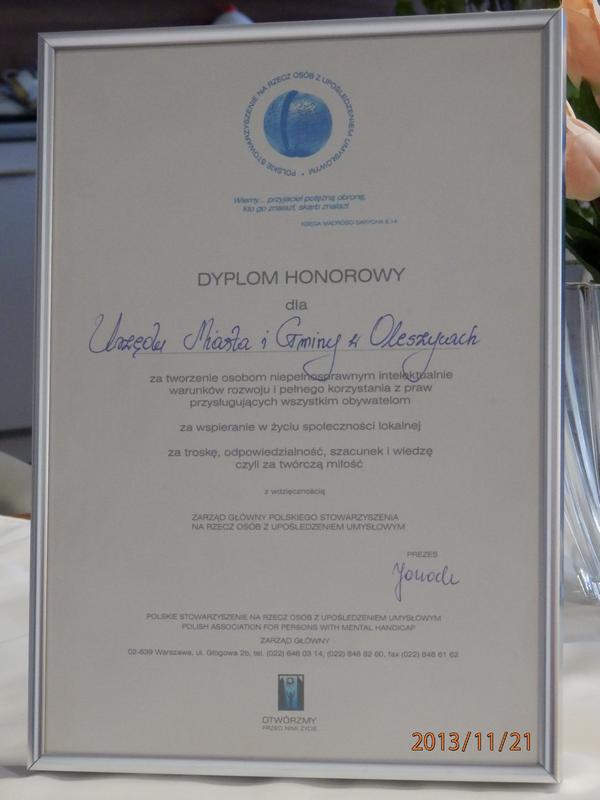 POLSKIE STOWARZYSZENIE NA RZECZ OSÓB Z UPOŚLEDZENIEM UMYSŁOWYM •
Wierny... przyjaciel potężną obroną,
kto go znalazł, skarb znalazł
KSIĘGA MĄDROŚCI SYRYCHA 6.14
DYPLOM HONOROWY
dla
Urzędu Miasta i Gminy w Oleszycach
za tworzenie osobom niepełnosprawnym intelektualnie
warunków rozwoju i pełnego korzystania z praw
przysługujących wszystkim obywatelom
za wspieranie w życiu społeczności lokalnej
za troskę, odpowiedzialność, szacunek i wiedzę
czyli za twórczą miłość
z wdzięcznością
ZARZĄD GŁÓWNY POLSKIEGO STOWARZYSZENIA
NA RZECZ OSÓB Z UPOŚLEDZENIEM UMYSŁOWYM
PREZES
POLSKIE STOWARZYSZENIE NA RZECZ OSÓB Z UPOŚLEDZENIEM UMYSŁOWYM
POLISH ASSOCIATION FOR PERSONS WITH MENTAL HANDICAP
ZARZĄD GŁÓWNY
02-639 Warszawa, ul. Głogowa 2b, tel. (022) 646 03 14, (022) 848 82 60, fax (022) 848 61 62
OTWÓRZMY
PRZED NIMI ŻYCIE
2013/11/21